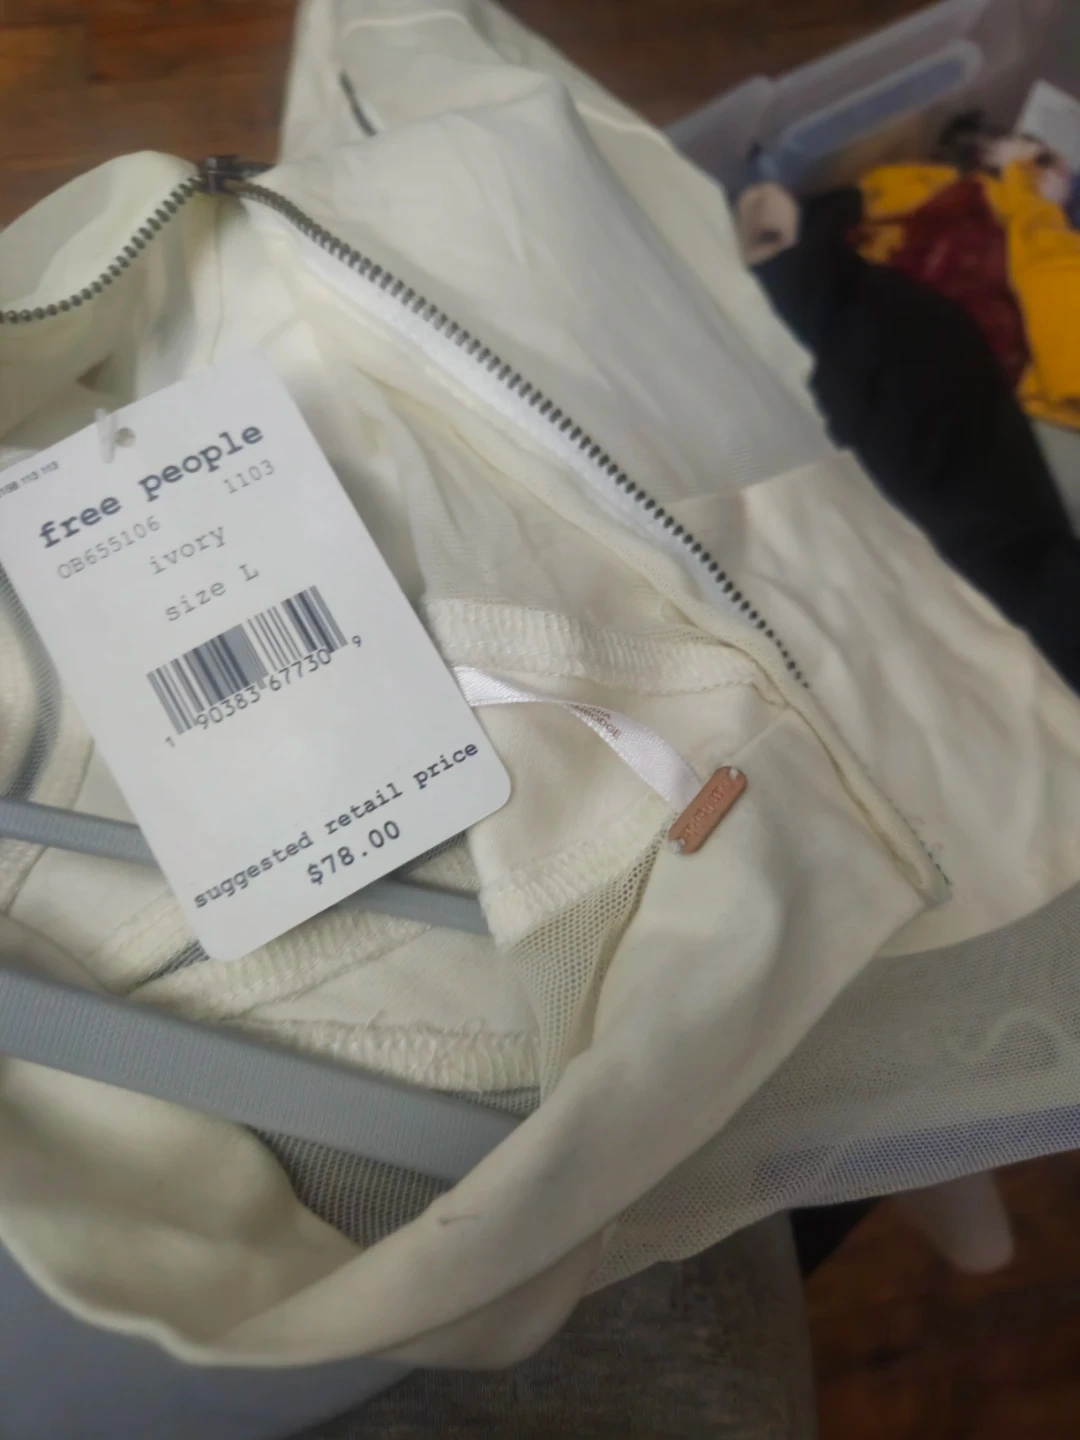 free people
OB655106 1103
ivory
size L
1 90383 67730 9
suggested retail price
$78.00